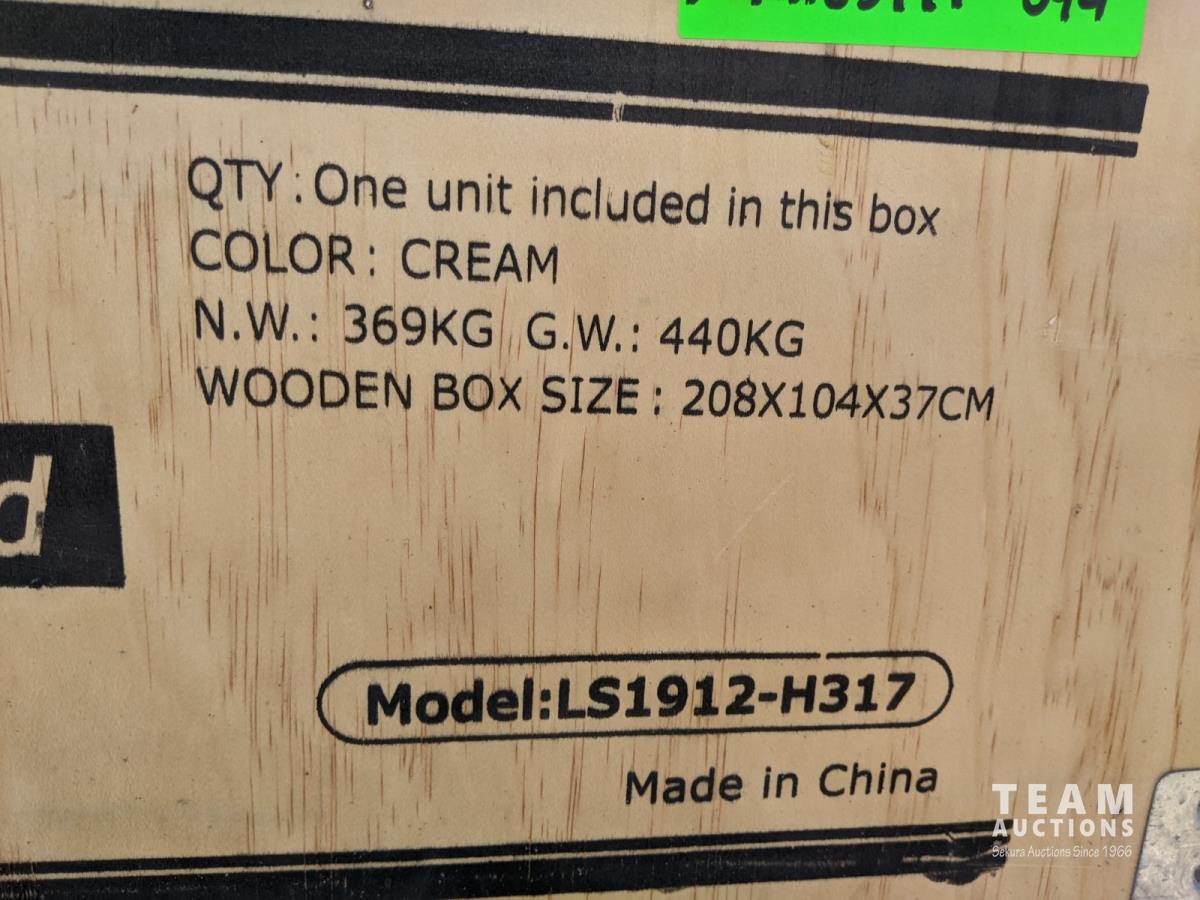 QTY: One unit included in this box
COLOR: CREAM
N.W.: 369KG G.W.: 440KG
WOODEN BOX SIZE: 208X104X37CM
d
Model:LS1912-H317
Made in China
TEAM
AUCTIONS
Sekura Auctions Since 1966